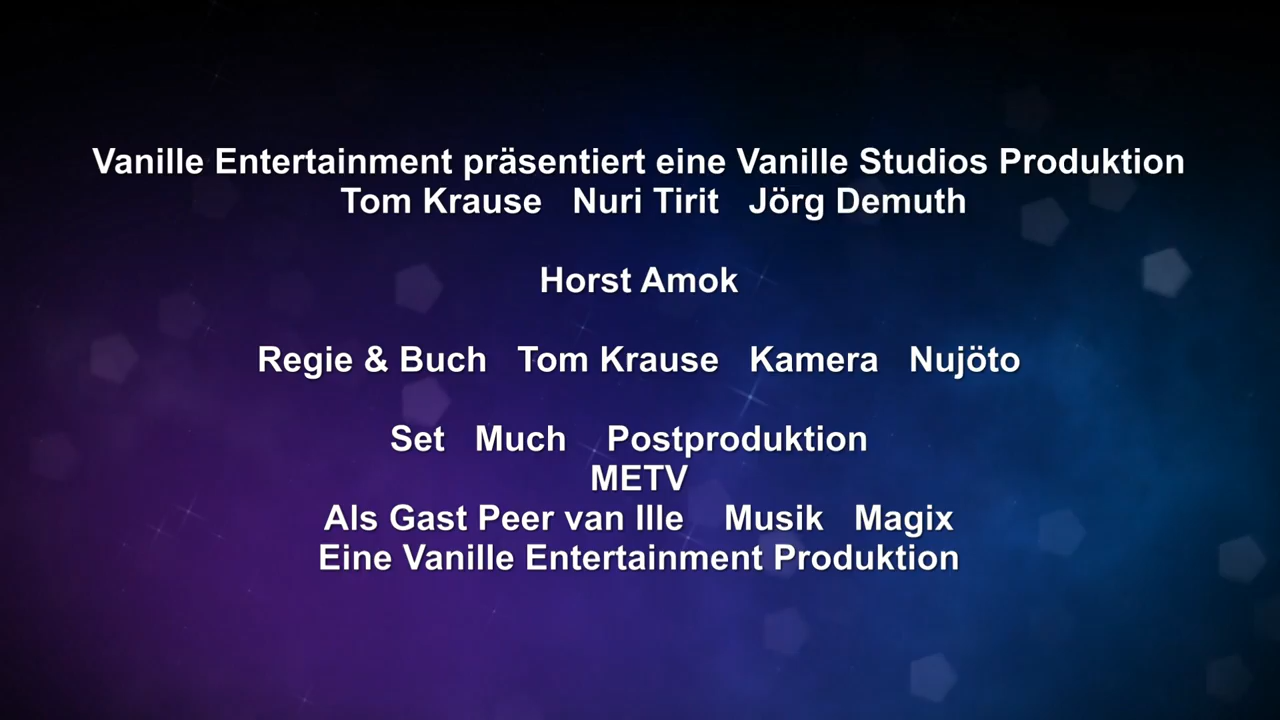 Vanille Entertainment präsentiert eine Vanille Studios Produktion
Tom Krause Nuri Tirit Jörg Demuth
Horst Amok
Regie & Buch Tom Krause Kamera Nujöto
Set Much Postproduktion
METV
Als Gast Peer van Ille Musik Magix
Eine Vanille Entertainment Produktion